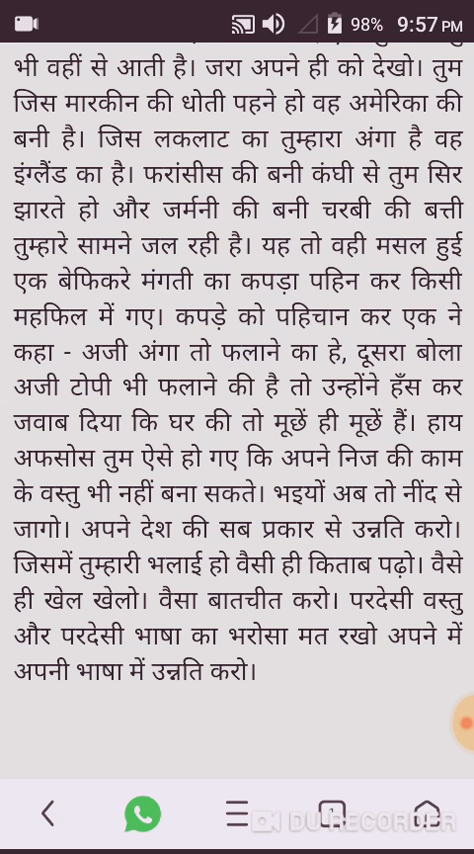 98% 9:57 PM
भी वहीं से आती है। जरा अपने ही को देखो। तुम
जिस मारकीन की धोती पहने हो वह अमेरिका की
बनी है। जिस लकलाट का तुम्हारा अंगा है वह
इंग्लैंड का है। फरांसीस की बनी कंघी से तुम सिर
झारते हो और जर्मनी की बनी चरबी की बत्ती
तुम्हारे सामने जल रही है। यह तो वही मसल हुई
एक बेफिकरे मंगती का कपड़ा पहिन कर किसी
महफिल में गए। कपड़े को पहिचान कर एक ने
कहा - अजी अंगा तो फलाने का हे, दूसरा बोला
अजी टोपी भी फलाने की है तो उन्होंने हँस कर
जवाब दिया कि घर की तो मूछें ही मूछें हैं। हाय
अफसोस तुम ऐसे हो गए कि अपने निज की काम
के वस्तु भी नहीं बना सकते। भइयों अब तो नींद से
जागो। अपने देश की सब प्रकार से उन्नति करो।
जिसमें तुम्हारी भलाई हो वैसी ही किताब पढ़ो। वैसे
ही खेल खेलो। वैसा बातचीत करो। परदेसी वस्तु
और परदेसी भाषा का भरोसा मत रखो अपने में
अपनी भाषा में उन्नति करो।
1
DU RECORDER